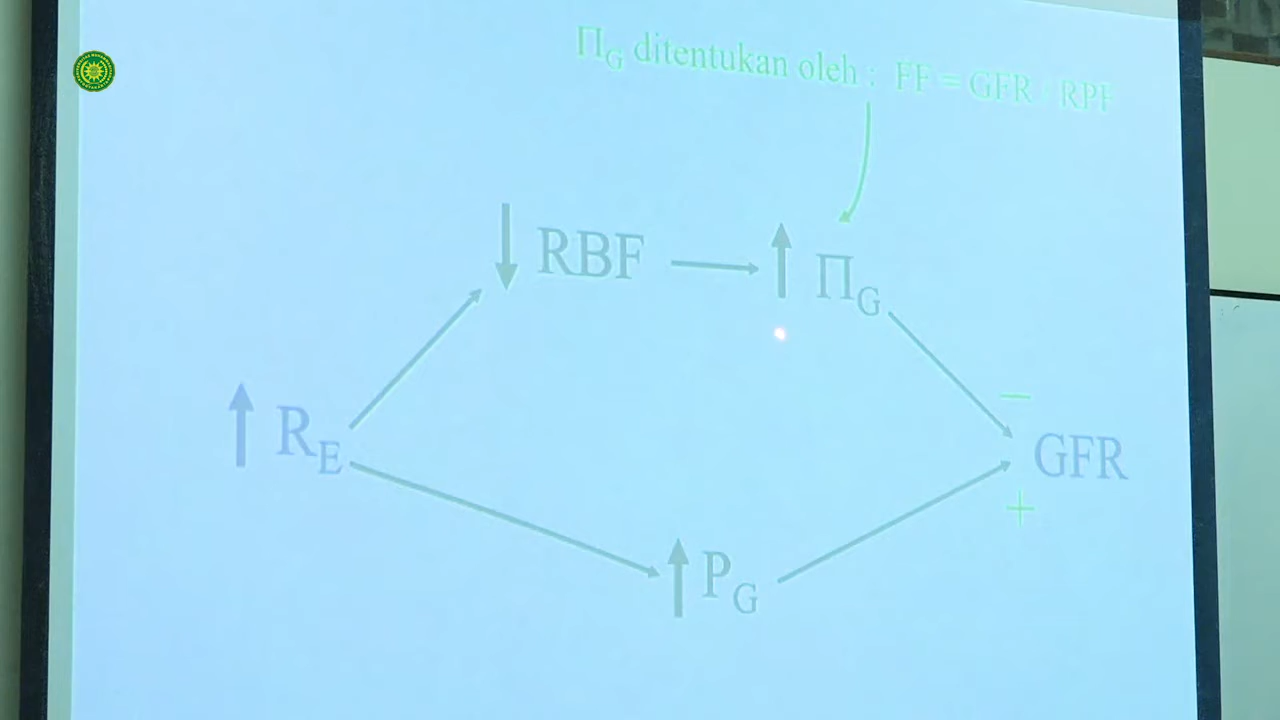 Π_G ditentukan oleh : FF = GFR / RPF
↓ RBF → ↑ Π_G
−
↑ R_E
GFR
+
↑ P_G